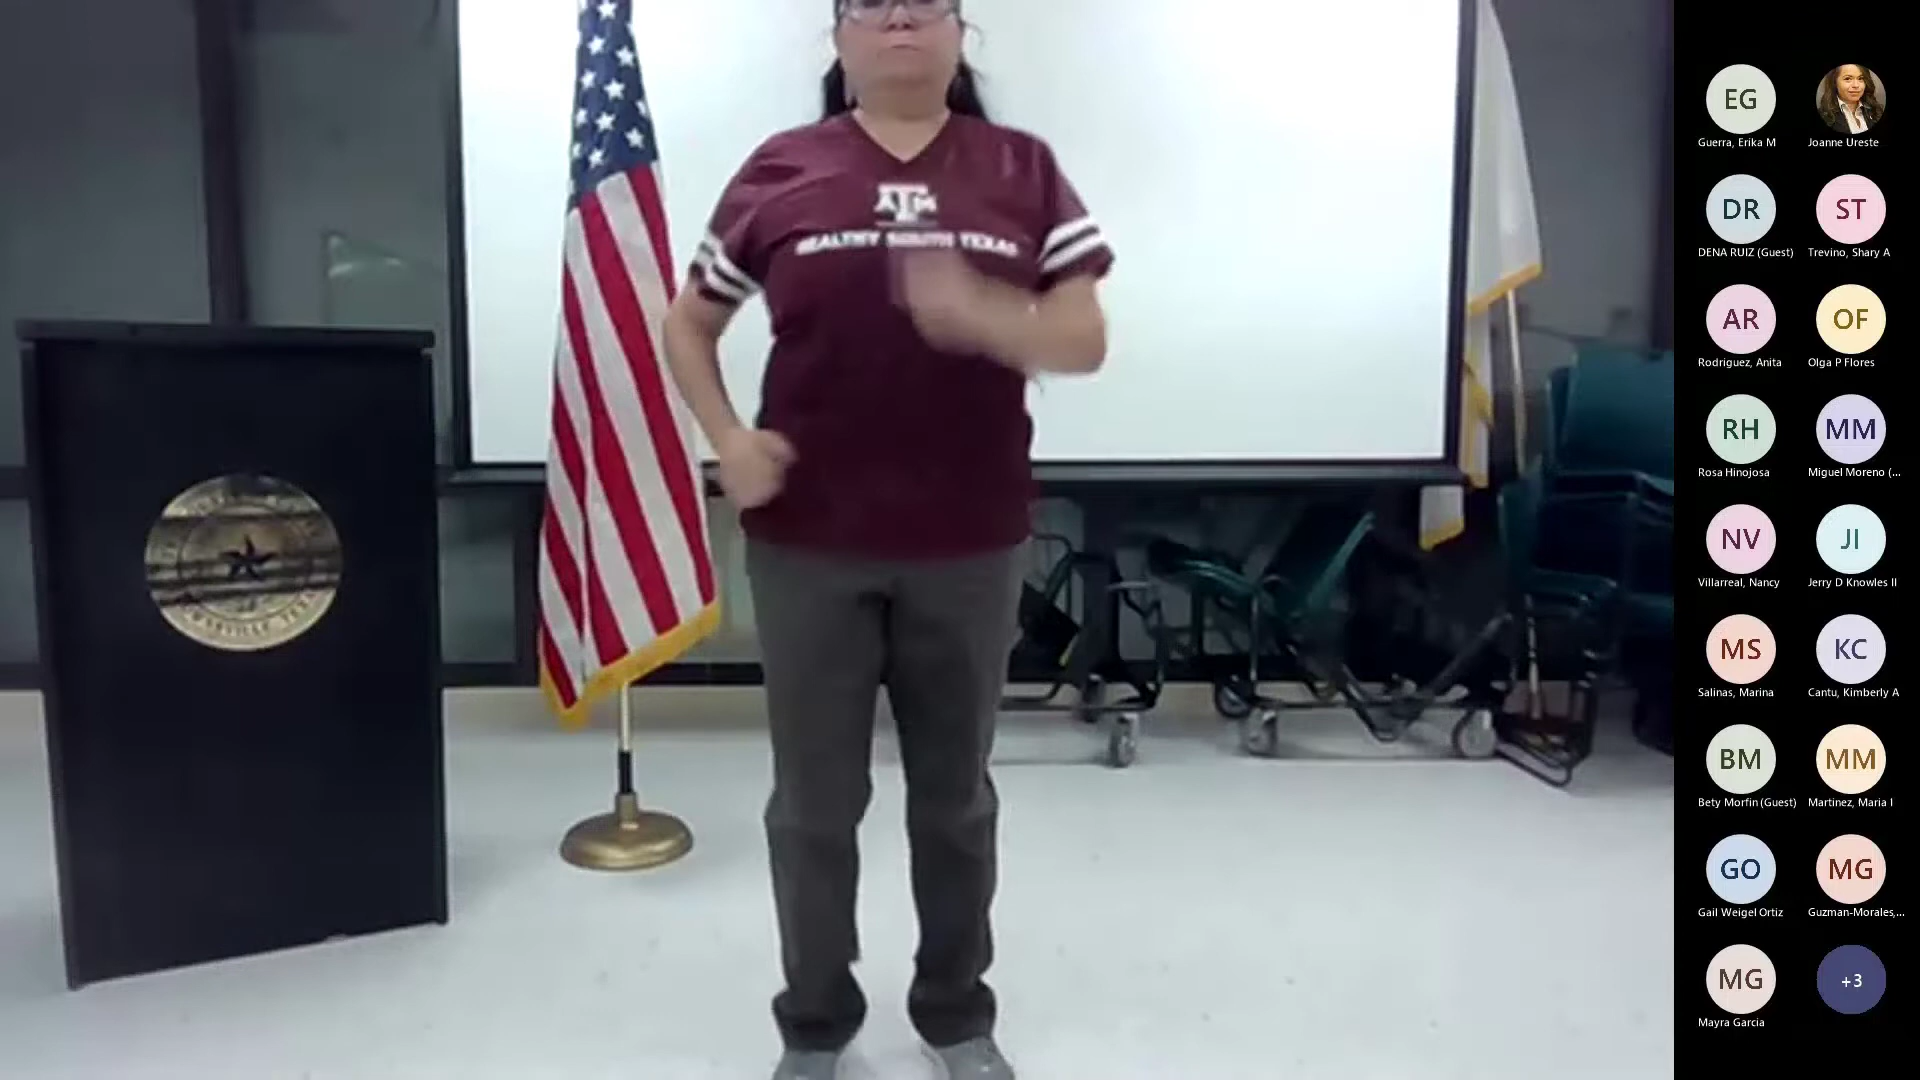 ATM
HEALTHY SOUTH TEXAS
EG
Guerra, Erika M
Joanne Ureste
DR
DENA RUIZ (Guest)
ST
Trevino, Shary A
AR
Rodriguez, Anita
OF
Olga P Flores
RH
Rosa Hinojosa
MM
Miguel Moreno (...
NV
Villarreal, Nancy
JI
Jerry D Knowles II
MS
Salinas, Marina
KC
Cantu, Kimberly A
BM
Bety Morfin (Guest)
MM
Martinez, Maria I
GO
Gail Weigel Ortiz
MG
Guzman-Morales,...
MG
Mayra Garcia
+3